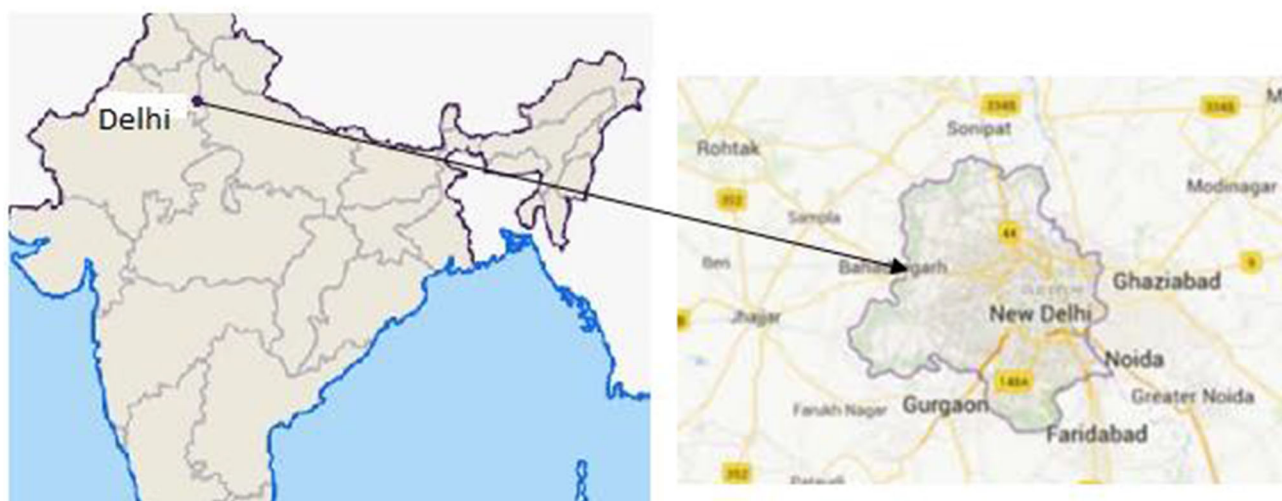 Delhi
334B
334B
Sonipat
Rohtak
Modinagar
352
Sampla
44
Beri
9
Ghaziabad
Jhajjar
New Delhi
Noida
148A
Greater Noida
Farukh Nagar
Gurgaon
Faridabad
352
Pataudi